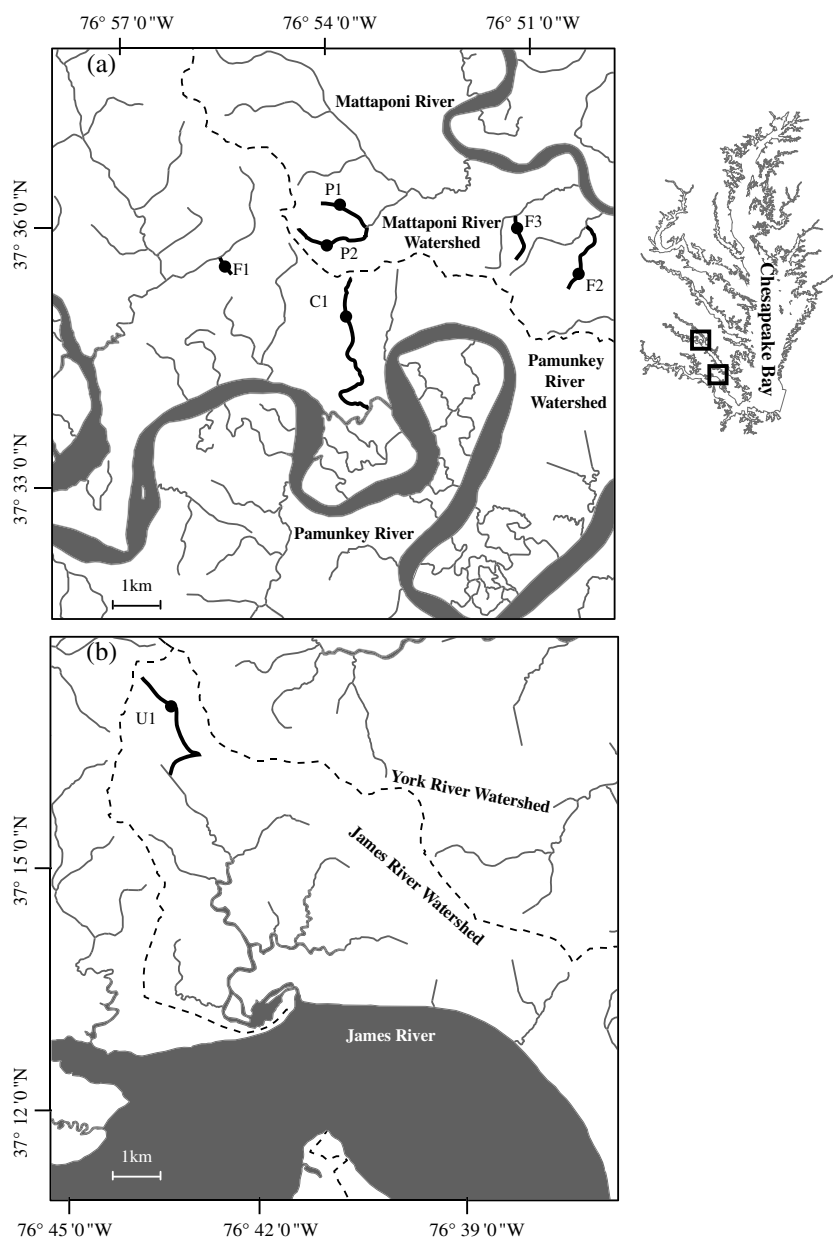 76° 57'0"W
76° 54'0"W
76° 51'0"W
(a)
Mattaponi River
P1
Mattaponi River
Watershed
F3
37° 36'0"N
P2
F1
F2
C1
Chesapeake Bay
Pamunkey
River
Watershed
37° 33'0"N
Pamunkey River
1km
(b)
U1
York River Watershed
James River Watershed
37° 15'0"N
James River
37° 12'0"N
1km
76° 45'0"W
76° 42'0"W
76° 39'0"W